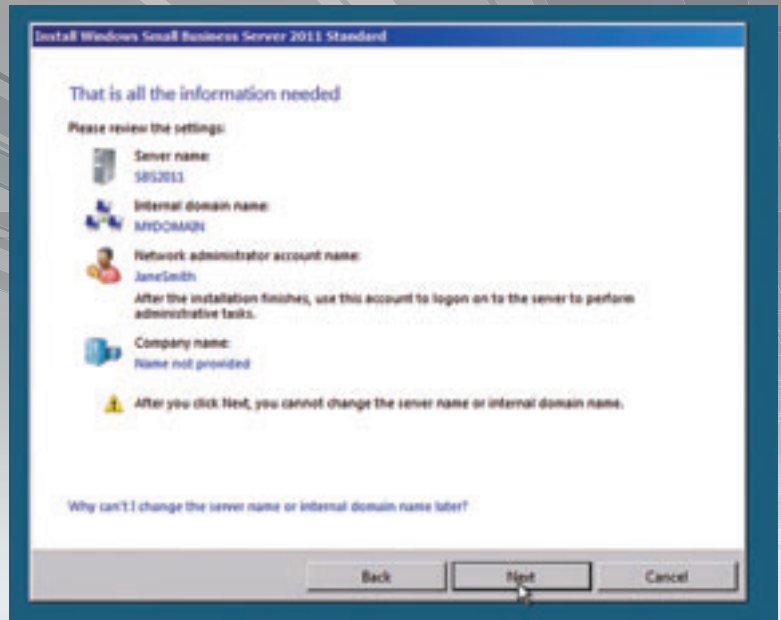 Install Windows Small Business Server 2011 Standard
That is all the information needed
Please review the settings:
Server name:
SBS2011
Internal domain name:
MYDOMAIN
Network administrator account name:
JaneSmith
After the installation finishes, use this account to logon on to the server to perform
administrative tasks.
Company name:
Name not provided
After you click Next, you cannot change the server name or internal domain name.
Why can't I change the server name or internal domain name later?
Back Next Cancel